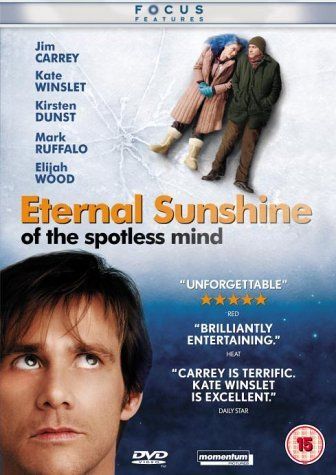 FOCUS
FEATURES
Jim
CARREY
Kate
WINSLET
Kirsten
DUNST
Mark
RUFFALO
Elijah
WOOD
Eternal Sunshine
of the spotless mind
"UNFORGETTABLE"
★★★★★
RED
"BRILLIANTLY
ENTERTAINING."
HEAT
"CARREY IS TERRIFIC.
KATE WINSLET
IS EXCELLENT."
DAILY STAR
DVD
VIDEO
momentum
PICTURES
15